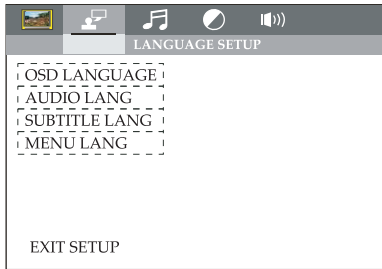 LANGUAGE SETUP
OSD LANGUAGE
AUDIO LANG
SUBTITLE LANG
MENU LANG
EXIT SETUP